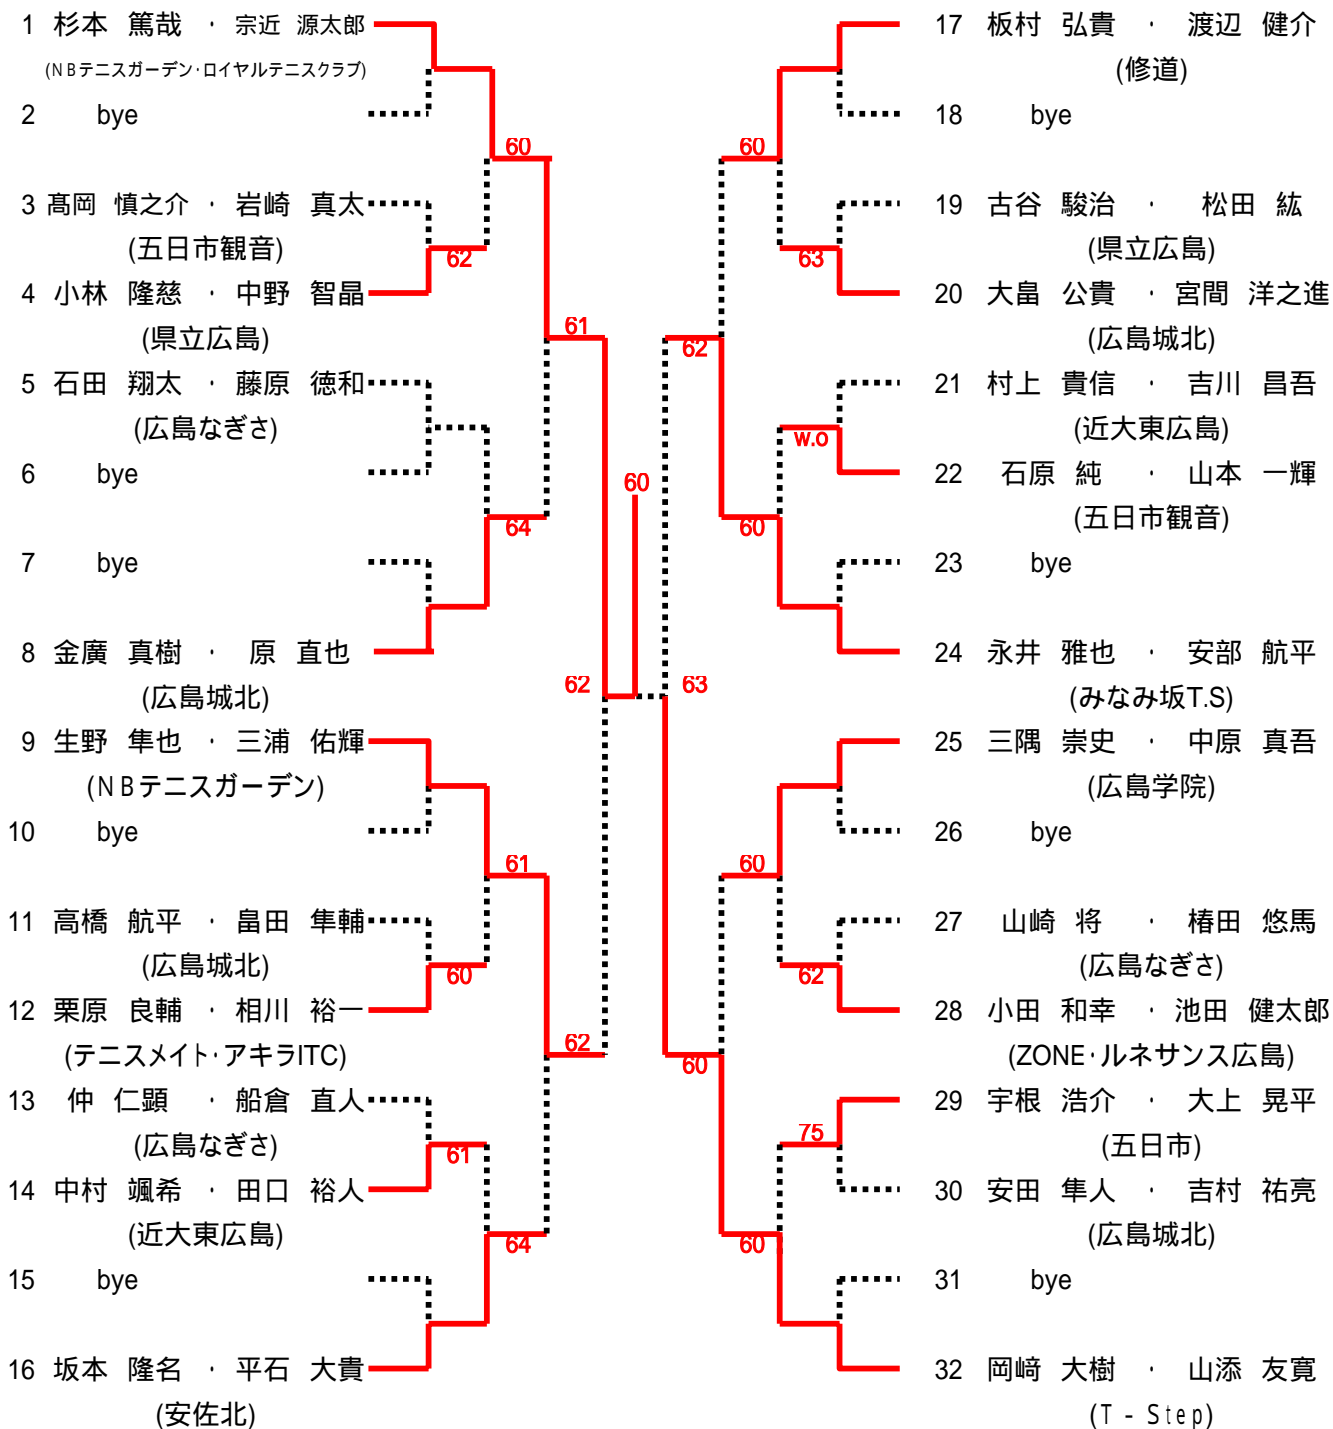 1 杉本 篤哉 ・ 宗近 源太郎
(NBテニスガーデン・ロイヤルテニスクラブ)
2 bye
60
3 髙岡 慎之介 ・ 岩崎 真太
(五日市観音)
62
4 小林 隆慈 ・ 中野 智晶
(県立広島)
61
5 石田 翔太 ・ 藤原 徳和
(広島なぎさ)
6 bye
64
7 bye
8 金廣 真樹 ・ 原 直也
(広島城北)
62
9 生野 隼也 ・ 三浦 佑輝
(NBテニスガーデン)
10 bye
61
11 高橋 航平 ・ 畠田 隼輔
(広島城北)
60
12 栗原 良輔 ・ 相川 裕一
(テニスメイト・アキラITC)
62
13 仲 仁顕 ・ 船倉 直人
(広島なぎさ)
61
14 中村 颯希 ・ 田口 裕人
(近大東広島)
64
15 bye
16 坂本 隆名 ・ 平石 大貴
(安佐北)
60
17 板村 弘貴 ・ 渡辺 健介
(修道)
18 bye
60
19 古谷 駿治 ・ 松田 紘
(県立広島)
63
20 大畠 公貴 ・ 宮間 洋之進
(広島城北)
62
21 村上 貴信 ・ 吉川 昌吾
(近大東広島)
w.o
22 石原 純 ・ 山本 一輝
(五日市観音)
60
23 bye
24 永井 雅也 ・ 安部 航平
(みなみ坂T.S)
63
25 三隅 崇史 ・ 中原 真吾
(広島学院)
26 bye
60
27 山崎 将 ・ 椿田 悠馬
(広島なぎさ)
62
28 小田 和幸 ・ 池田 健太郎
(ZONE・ルネサンス広島)
60
29 宇根 浩介 ・ 大上 晃平
75
(五日市)
30 安田 隼人 ・ 吉村 祐亮
(広島城北)
60
31 bye
32 岡﨑 大樹 ・ 山添 友寛
(T - Step)